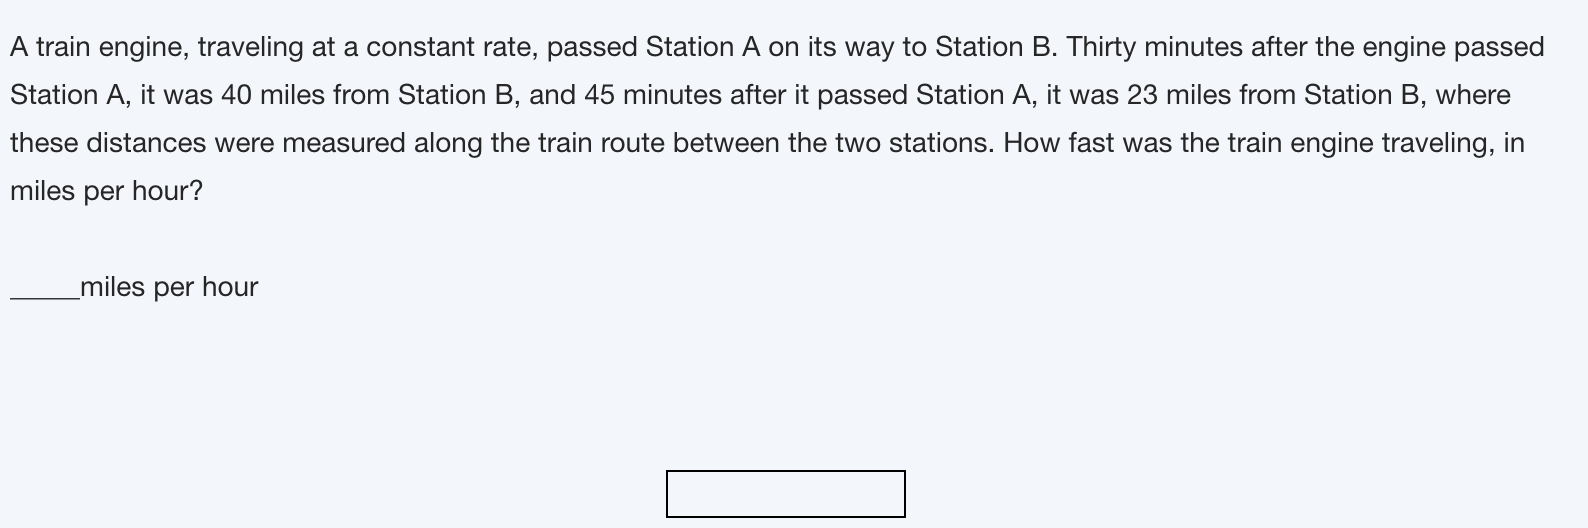 A train engine, traveling at a constant rate, passed Station A on its way to Station B. Thirty minutes after the engine passed
Station A, it was 40 miles from Station B, and 45 minutes after it passed Station A, it was 23 miles from Station B, where
these distances were measured along the train route between the two stations. How fast was the train engine traveling, in
miles per hour?
_____miles per hour